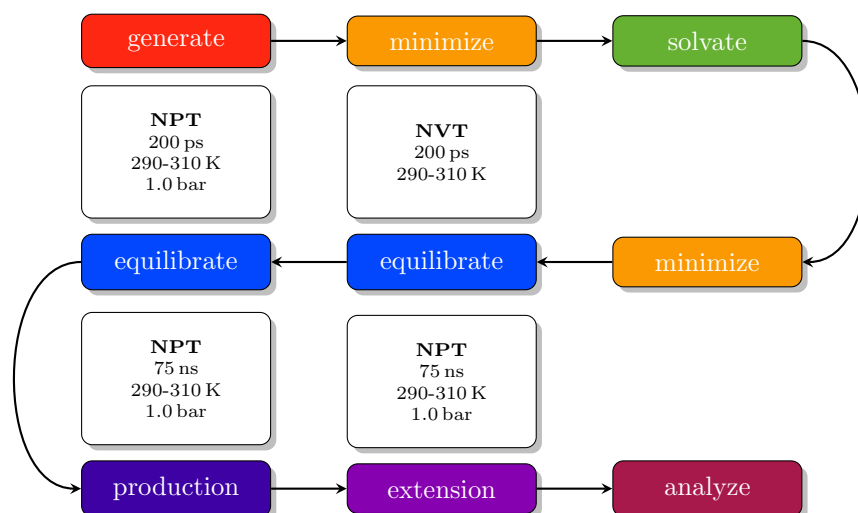 generate
minimize
solvate
NPT
200 ps
290-310 K
1.0 bar
NVT
200 ps
290-310 K
equilibrate
equilibrate
minimize
NPT
75 ns
290-310 K
1.0 bar
NPT
75 ns
290-310 K
1.0 bar
production
extension
analyze